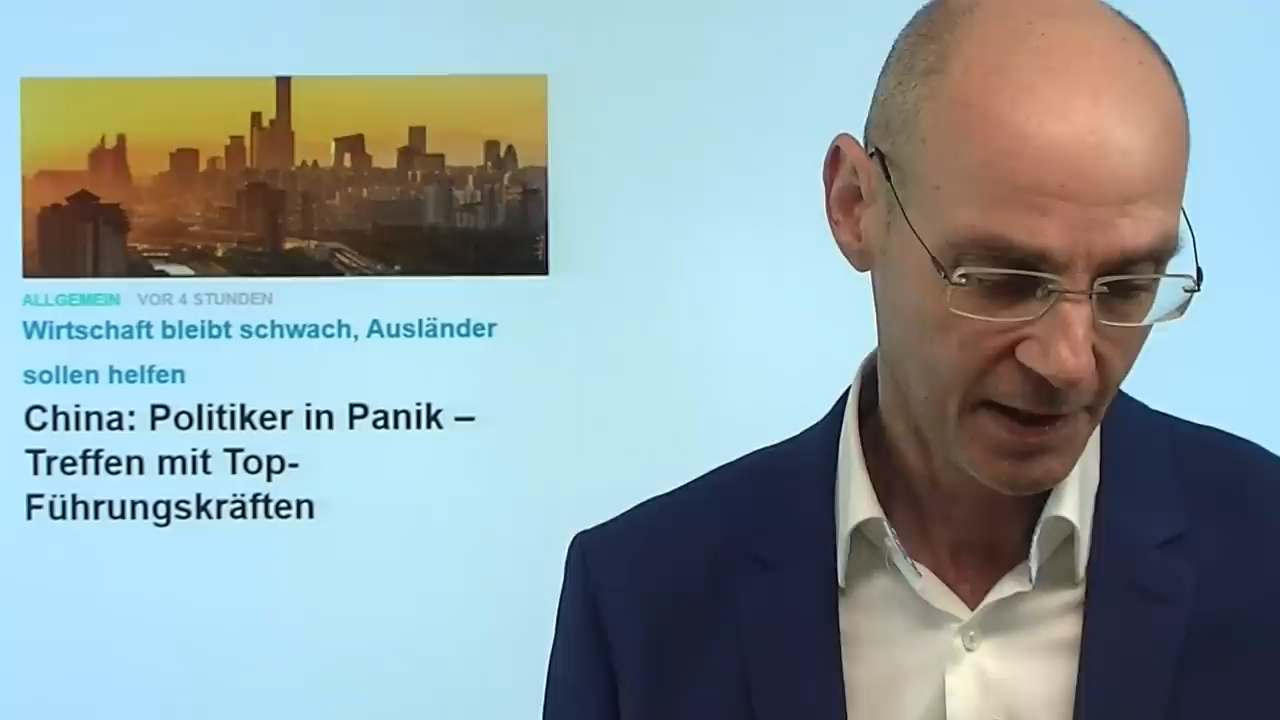 ALLGEMEIN VOR 4 STUNDEN
Wirtschaft bleibt schwach, Ausländer
sollen helfen
China: Politiker in Panik –
Treffen mit Top-
Führungskräften